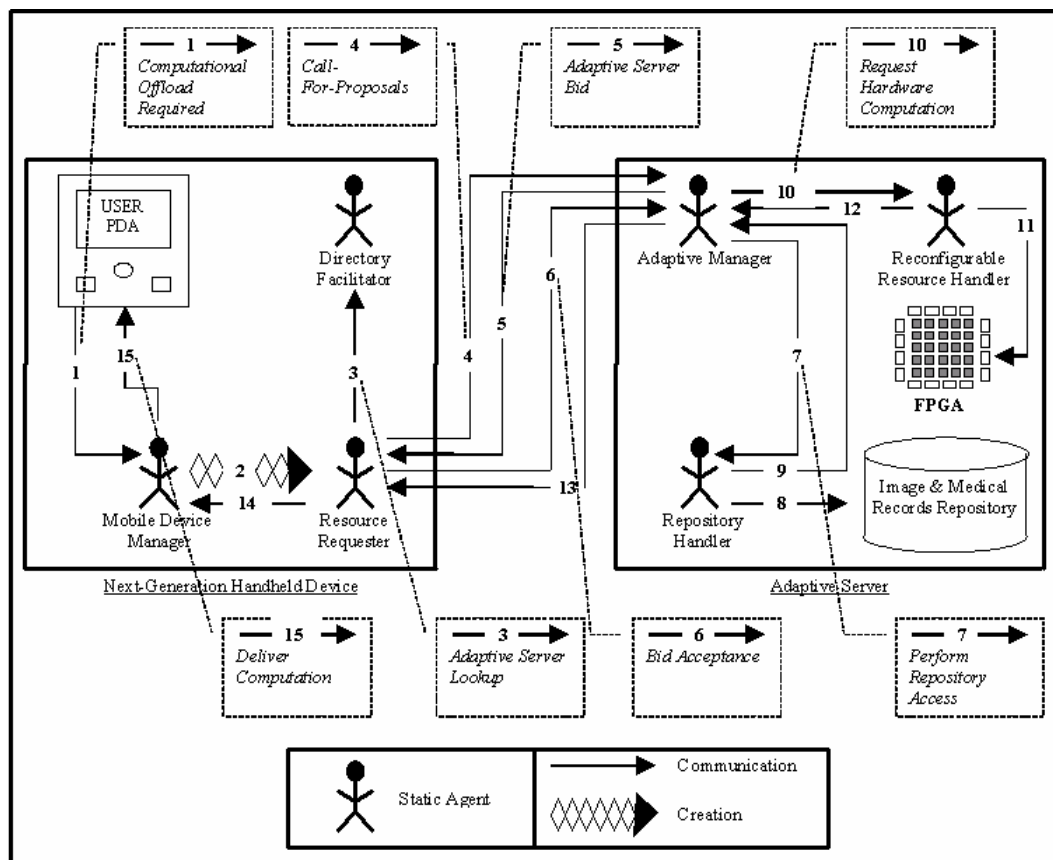 1
Computational
Offload
Required
4
Call-
For-Proposals
5
Adaptive Server
Bid
10
Request
Hardware
Computation
USER
PDA
Directory
Facilitator
10
12
11
Adaptive Manager
Reconfigurable
Resource Handler
6
5
4
7
1
15
3
FPGA
2
14
13
9
8
Mobile Device
Manager
Resource
Requester
Repository
Handler
Image & Medical
Records Repository
Next-Generation Handheld Device
Adaptive Server
15
Deliver
Computation
3
Adaptive Server
Lookup
6
Bid Acceptance
7
Perform
Repository
Access
Static Agent
Communication
Creation